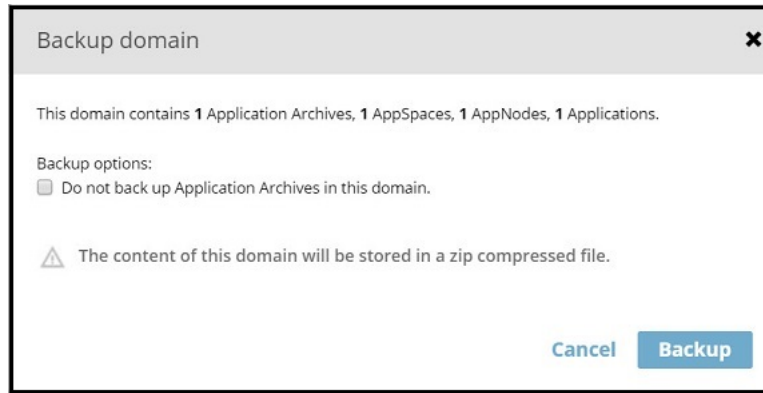 Backup domain
This domain contains 1 Application Archives, 1 AppSpaces, 1 AppNodes, 1 Applications.
Backup options:
Do not back up Application Archives in this domain.
The content of this domain will be stored in a zip compressed file.
Cancel Backup